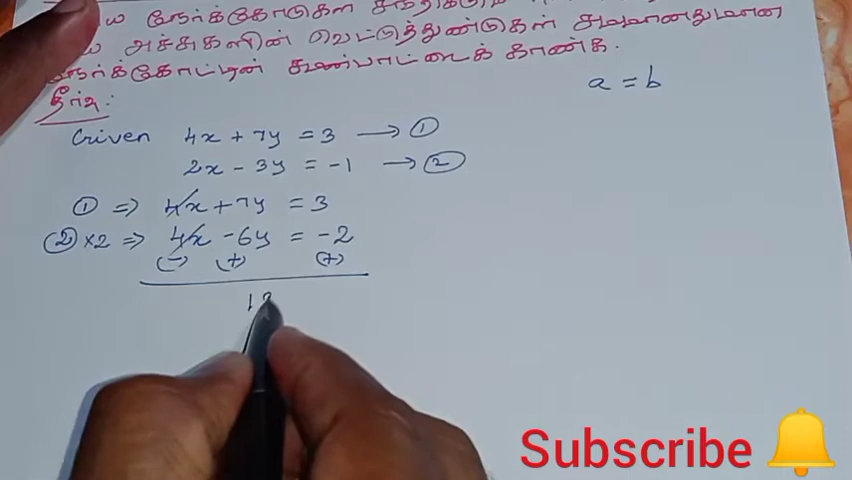 நேர்க்கோடுகள்
அச்சுகளின் வெட்டுத்துண்டுகள் சமமானதுமான
நேர்க்கோட்டின் சமன்பாட்டைக் காண்க.
a = b
தீர்வு:
Given 4x + 7y = 3 → ①
2x - 3y = -1 → ②
① ⇒ 4x + 7y = 3
② ×2 ⇒ 4x - 6y = -2
(-) (+) (+)
Subscribe